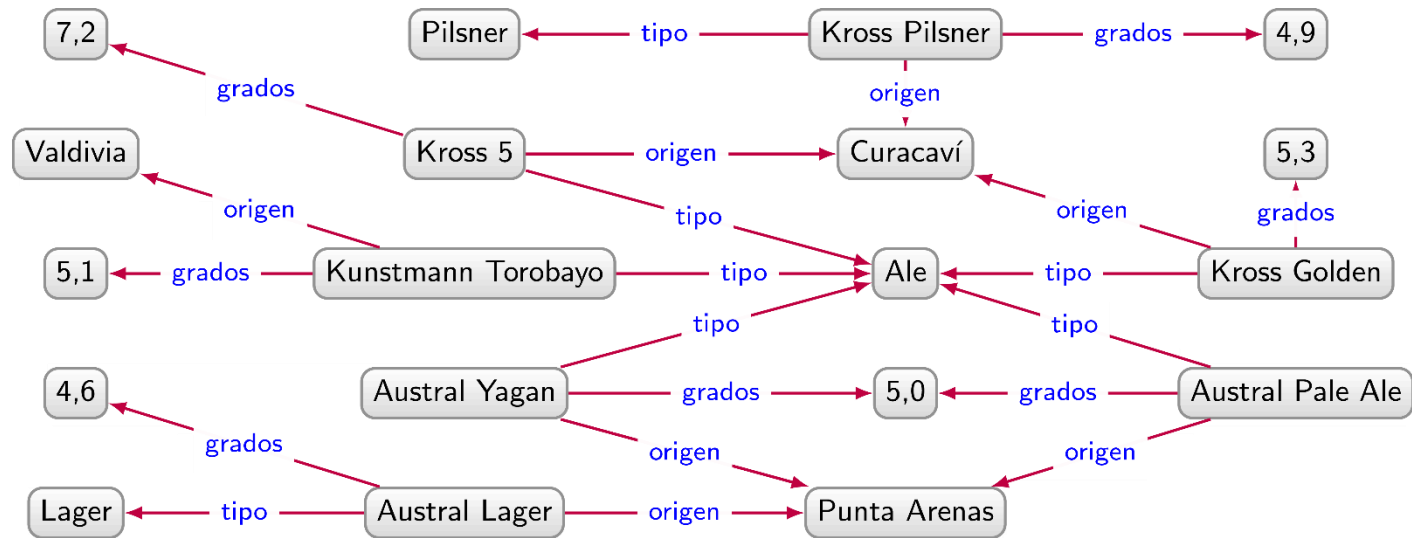 7,2
Pilsner
tipo
Kross Pilsner
grados
4,9
grados
origen
Valdivia
Kross 5
origen
Curacaví
5,3
origen
tipo
origen
grados
5,1
grados
Kunstmann Torobayo
tipo
Ale
tipo
Kross Golden
tipo
tipo
4,6
Austral Yagan
grados
5,0
grados
Austral Pale Ale
grados
origen
origen
Lager
tipo
Austral Lager
origen
Punta Arenas